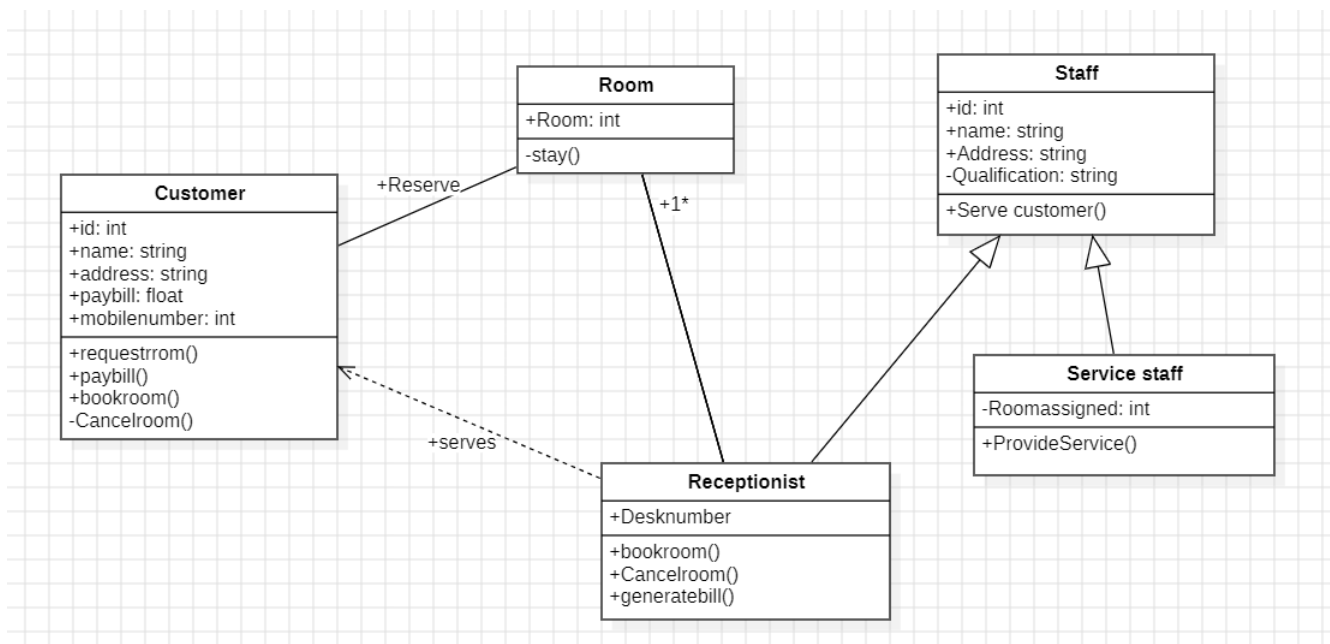 Room
+Room: int
-stay()
Staff
+id: int
+name: string
+Address: string
-Qualification: string
+Serve customer()
+Reserve
Customer
+id: int
+name: string
+address: string
+paybill: float
+mobilenumber: int
+requestrrom()
+paybill()
+bookroom()
-Cancelroom()
+1*
Service staff
-Roomassigned: int
+ProvideService()
+serves
Receptionist
+Desknumber
+bookroom()
+Cancelroom()
+generatebill()